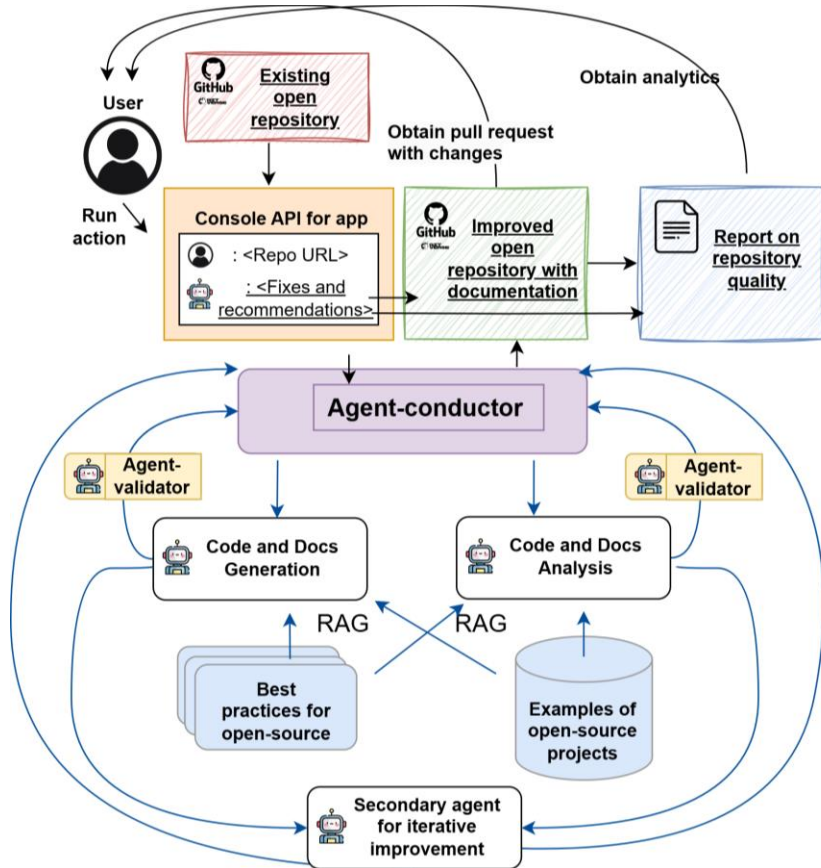 Obtain analytics
User
GitHub
Existing
open
repository
Obtain pull request
with changes
Run
action
Console API for app
: <Repo URL>
: <Fixes and
recommendations>
GitHub
Improved
open
repository with
documentation
Report on
repository
quality
Agent-conductor
Agent-
validator
Agent-
validator
Code and Docs
Generation
Code and Docs
Analysis
RAG
RAG
Best
practices for
open-source
Examples of
open-source
projects
Secondary agent
for iterative
improvement